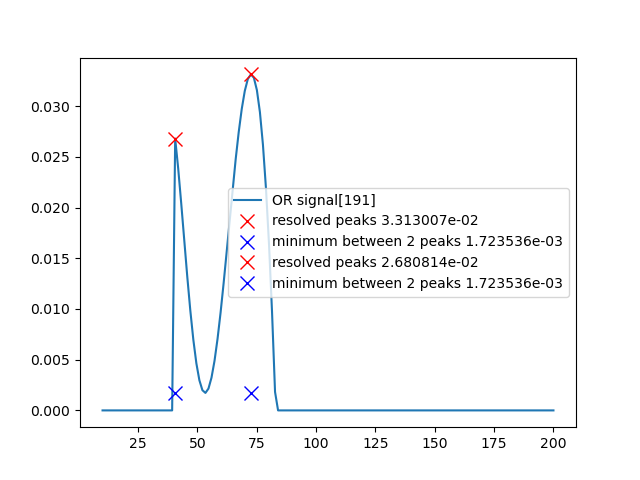 0.030
0.025
0.020
0.015
0.010
0.005
0.000
OR signal[191]
resolved peaks 3.313007e-02
minimum between 2 peaks 1.723536e-03
resolved peaks 2.680814e-02
minimum between 2 peaks 1.723536e-03
25 50 75 100 125 150 175 200